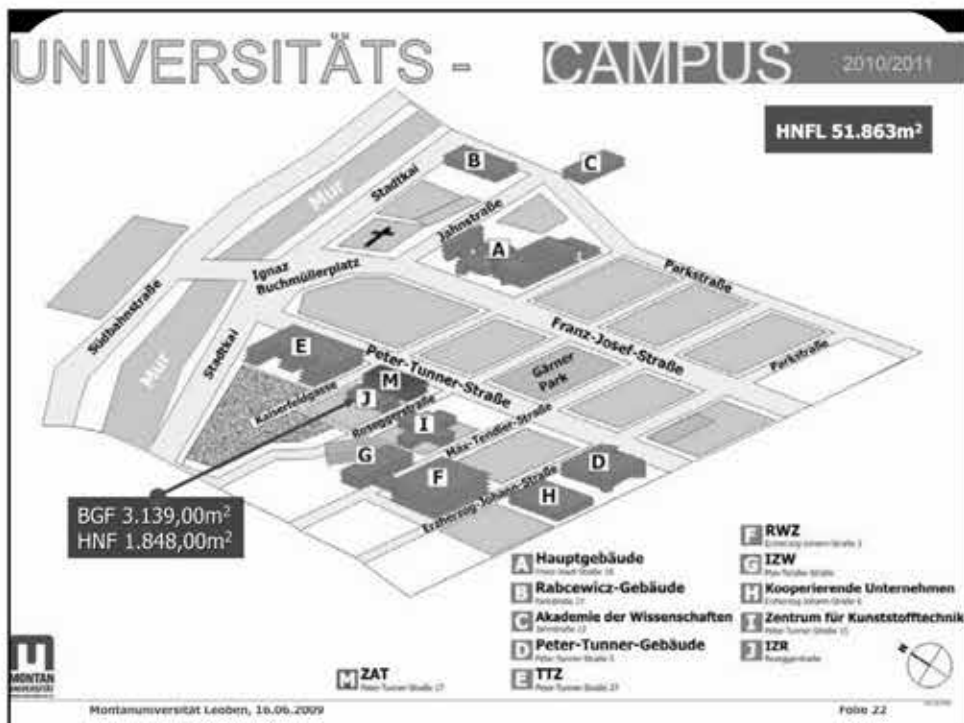 UNIVERSITÄTS - CAMPUS 2010/2011
HNFL 51.863m²
B
C
Stadtkai
Mur
Jahnstraße
A
Ignaz
Buchmüllerplatz
Parkstraße
Südbahnstraße
Mur
Stadtkai
Franz-Josef-Straße
Parkstraße
E
Peter-Tunner-Straße
Gärner
Park
M
Kaiserfeldgasse
J
Roseggerstraße
I
Max-Tendler-Straße
G
D
F
H
Erzherzog-Johann-Straße
BGF 3.139,00m²
HNF 1.848,00m²
A Hauptgebäude
B Rabcewicz-Gebäude
C Akademie der Wissenschaften
D Peter-Tunner-Gebäude
E TTZ
F RWZ
G IZW
H Kooperierende Unternehmen
I Zentrum für Kunststofftechnik
J IZR
M ZAT
Peter-Tunner-Straße 17
N
MONTAN
UNIVERSITÄT
Montanuniversität Leoben, 16.06.2009
Folie 22